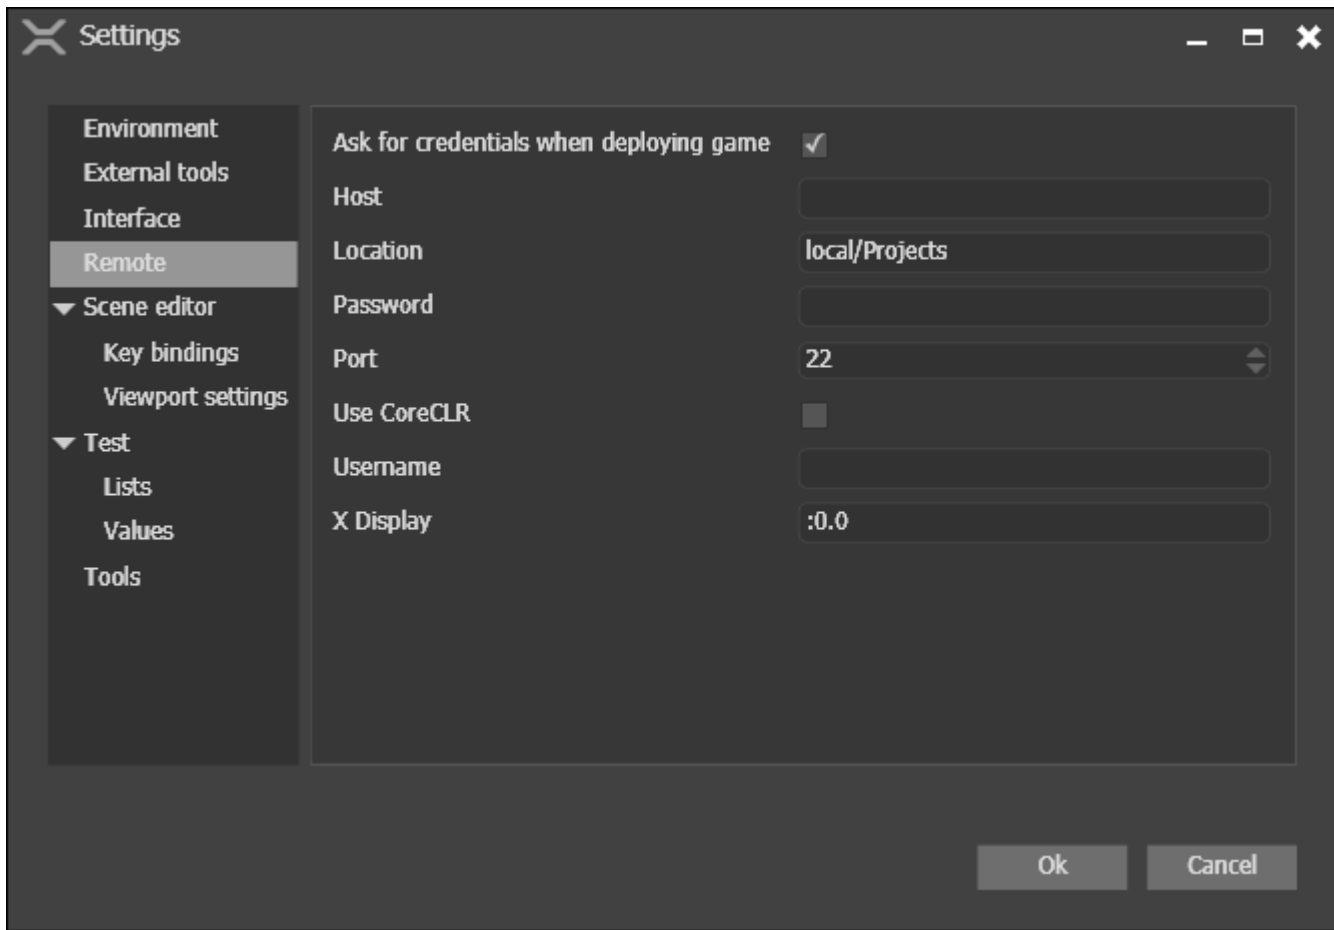 Settings
Environment
External tools
Interface
Remote
Scene editor
Key bindings
Viewport settings
Test
Lists
Values
Tools
Ask for credentials when deploying game
Host
Location local/Projects
Password
Port 22
Use CoreCLR
Username
X Display :0.0
Ok Cancel